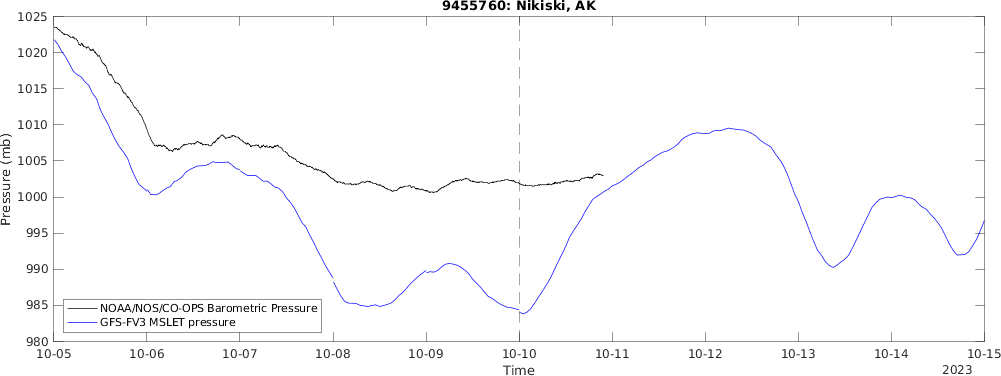 9455760: Nikiski, AK
Pressure (mb)
1025
1020
1015
1010
1005
1000
995
990
985
980
NOAA/NOS/CO-OPS Barometric Pressure
GFS-FV3 MSLET pressure
10-05 10-06 10-07 10-08 10-09 10-10 10-11 10-12 10-13 10-14 10-15
Time
2023